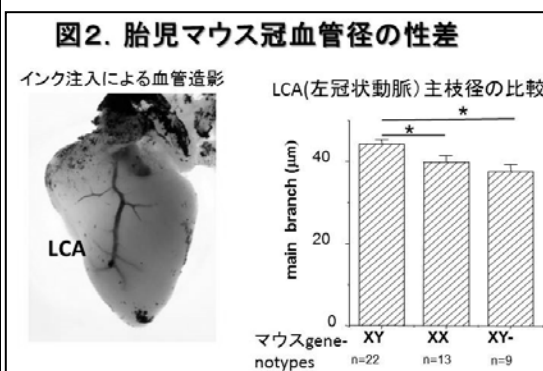 図2. 胎児マウス冠血管径の性差
インク注入による血管造影
LCA
LCA(左冠状動脈)主枝径の比較
*
*
main branch (μm)
40
20
0
マウスgene-
notypes
XY XX XY-
n=22 n=13 n=9